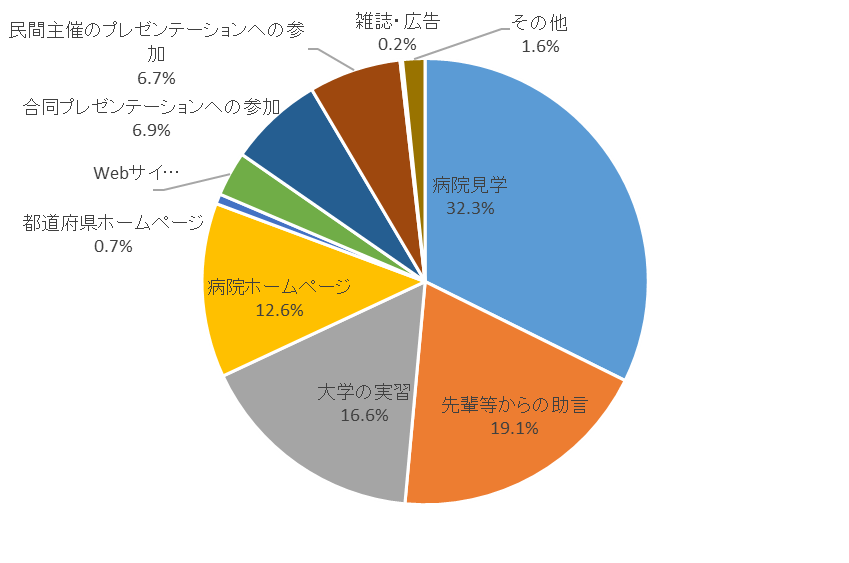 雑誌・広告
0.2%
その他
1.6%
民間主催のプレゼンテーションへの参
加
6.7%
合同プレゼンテーションへの参加
6.9%
Webサイ…
都道府県ホームページ
0.7%
病院見学
32.3%
病院ホームページ
12.6%
大学の実習
16.6%
先輩等からの助言
19.1%